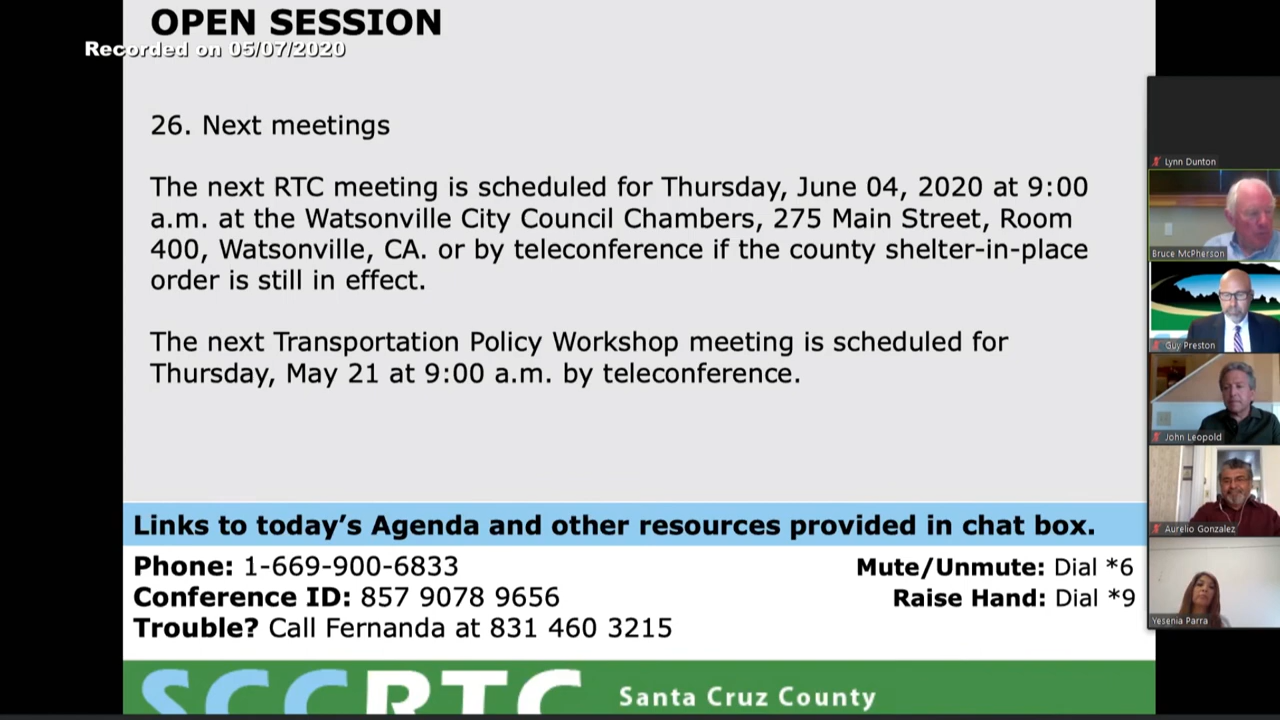 OPEN SESSION
Recorded on 05/07/2020
26. Next meetings
The next RTC meeting is scheduled for Thursday, June 04, 2020 at 9:00
a.m. at the Watsonville City Council Chambers, 275 Main Street, Room
400, Watsonville, CA. or by teleconference if the county shelter-in-place
order is still in effect.
The next Transportation Policy Workshop meeting is scheduled for
Thursday, May 21 at 9:00 a.m. by teleconference.
Links to today's Agenda and other resources provided in chat box.
Phone: 1-669-900-6833
Conference ID: 857 9078 9656
Trouble? Call Fernanda at 831 460 3215
Mute/Unmute: Dial *6
Raise Hand: Dial *9
SCCRTC
Santa Cruz County
Lynn Dunton
Bruce McPherson
Guy Preston
John Leopold
Aurelio Gonzalez
Yesenia Parra